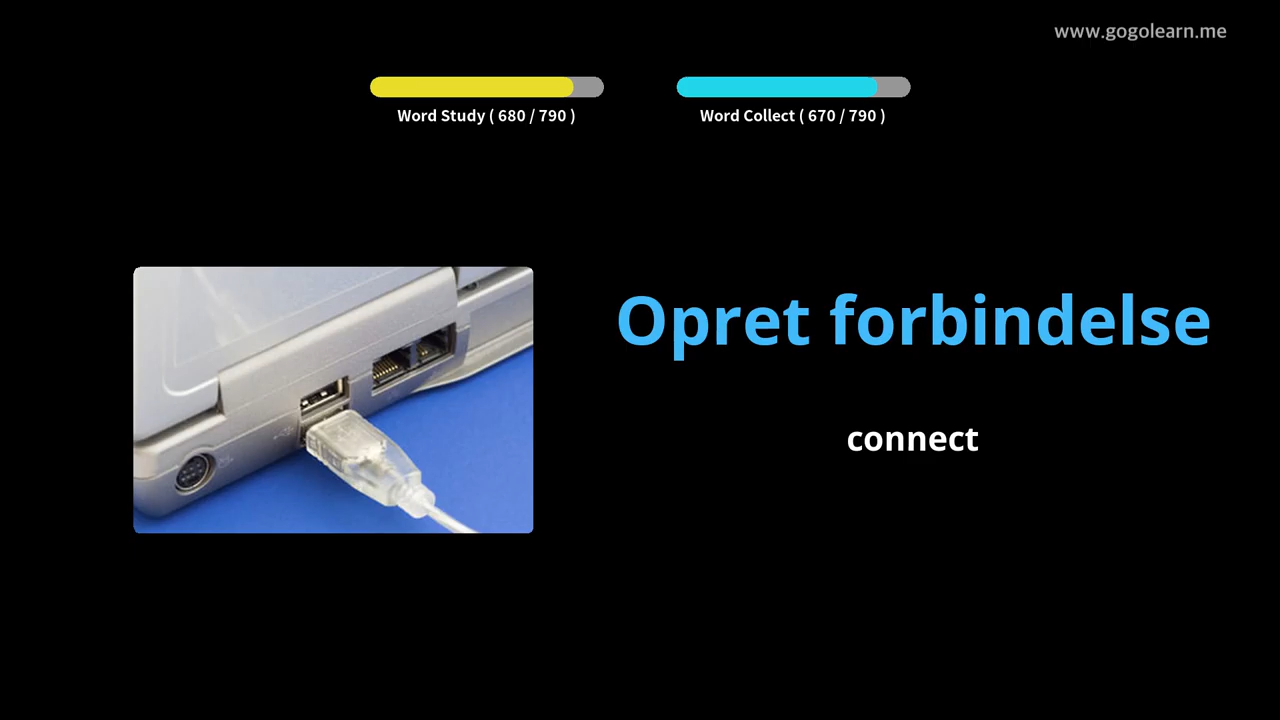 www.gogolearn.me
Word Study ( 680 / 790 )
Word Collect ( 670 / 790 )
Opret forbindelse
connect